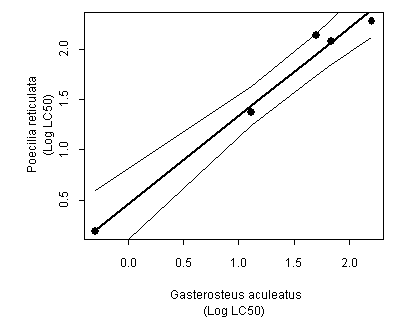 2.0
1.5
1.0
0.5
Poecilia reticulata
(Log LC50)
0.0 0.5 1.0 1.5 2.0
Gasterosteus aculeatus
(Log LC50)